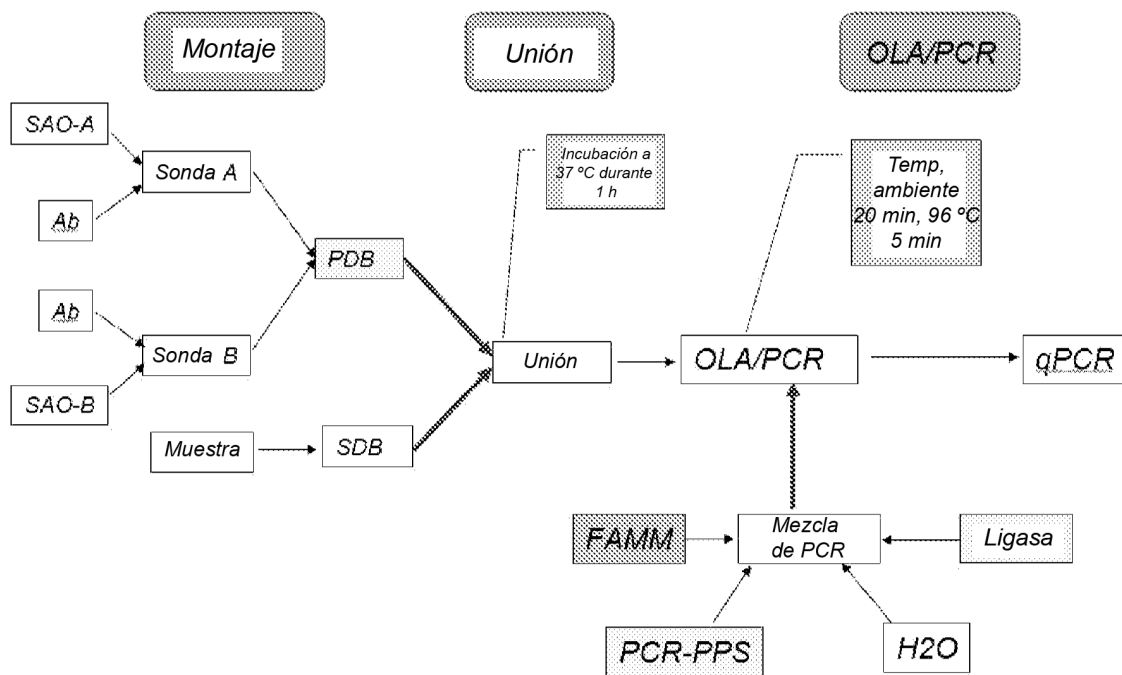 Montaje
Unión
OLA/PCR
SAO-A
Sonda A
Ab
Incubación a
37 ºC durante
1 h
Temp,
ambiente
20 min, 96 ºC
5 min
PDB
Ab
Sonda B
SAO-B
Unión
OLA/PCR
qPCR
Muestra
SDB
FAMM
Mezcla
de PCR
Ligasa
PCR-PPS
H2O